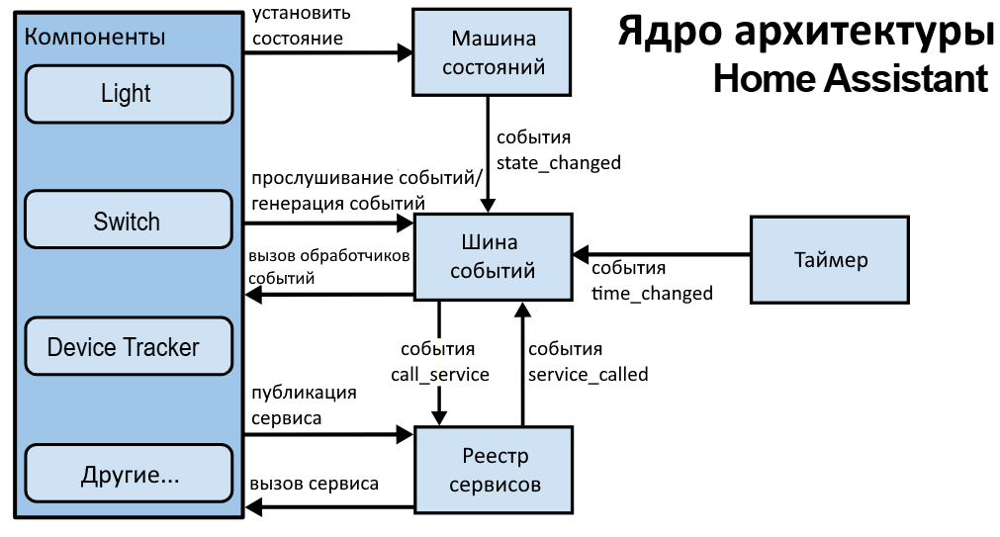 Ядро архитектуры
Home Assistant
Компоненты
Light
Switch
Device Tracker
Другие...
установить
состояние
Машина
состояний
события
state_changed
прослушивание событий/
генерация событий
Шина
событий
вызов обработчиков
событий
события
time_changed
Таймер
события
call_service
события
service_called
публикация
сервиса
Реестр
сервисов
вызов сервиса